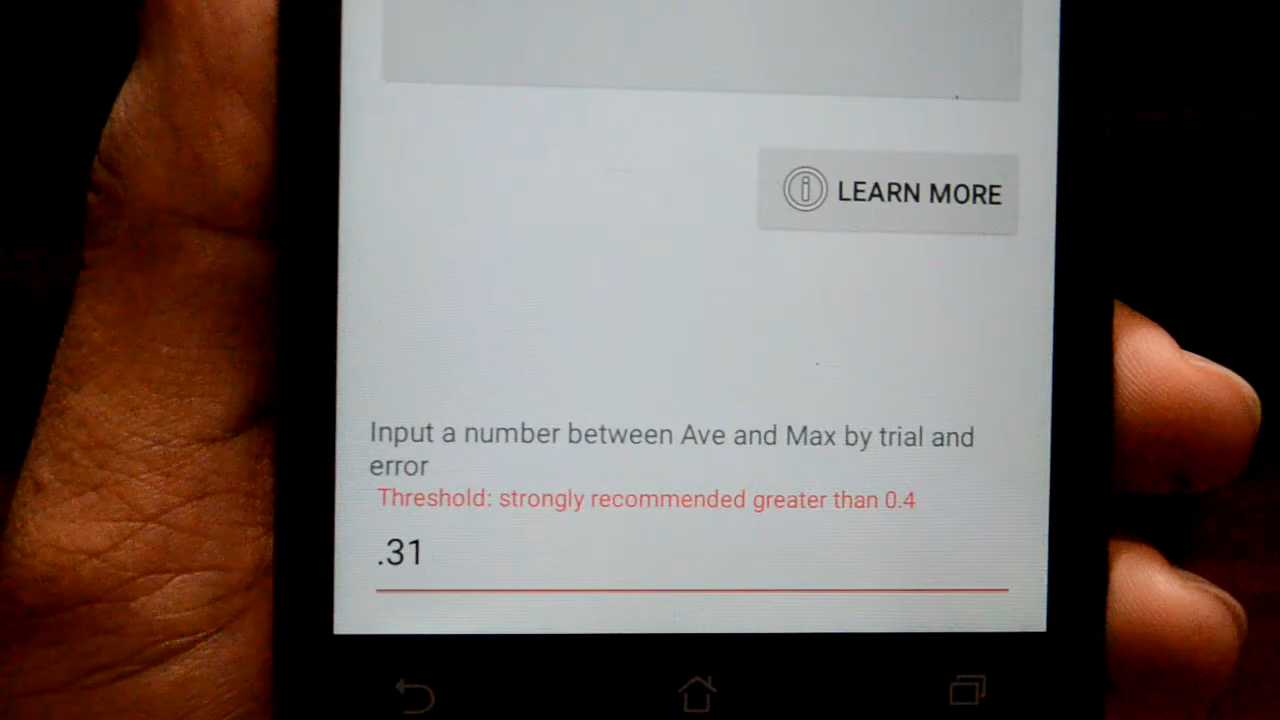 LEARN MORE
Input a number between Ave and Max by trial and
error
Threshold: strongly recommended greater than 0.4
.31